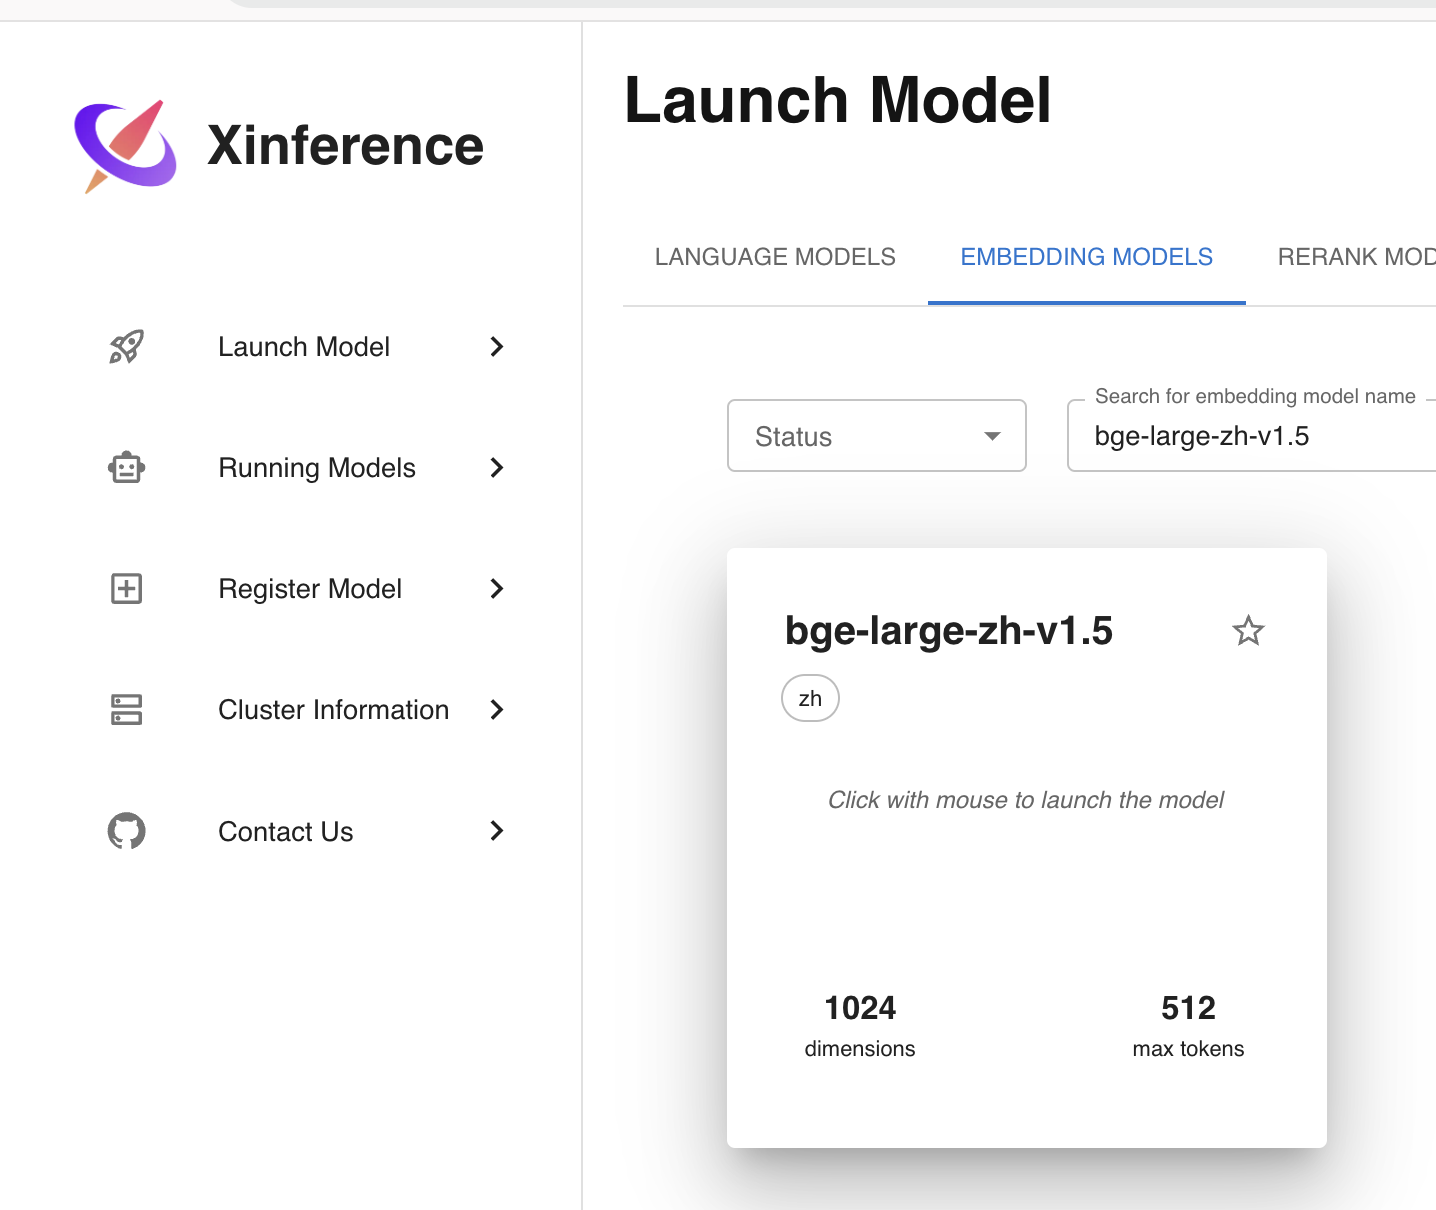 Xinference
Launch Model
Running Models
Register Model
Cluster Information
Contact Us
Launch Model
LANGUAGE MODELS
EMBEDDING MODELS
RERANK MOD
Status
Search for embedding model name
bge-large-zh-v1.5
bge-large-zh-v1.5
zh
Click with mouse to launch the model
1024
dimensions
512
max tokens